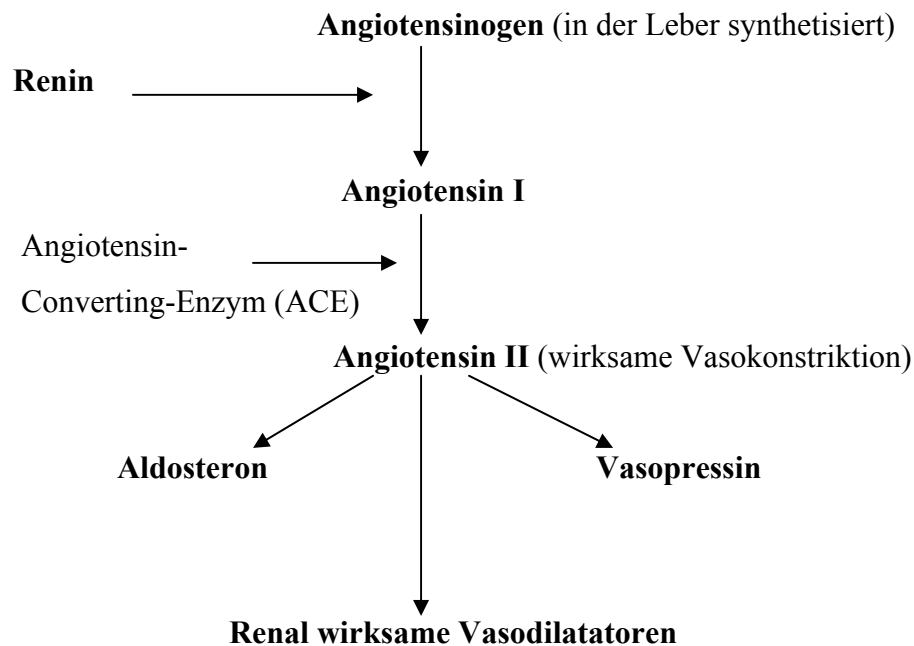 Angiotensinogen (in der Leber synthetisiert)
Renin
Angiotensin I
Angiotensin-
Converting-Enzym (ACE)
Angiotensin II (wirksame Vasokonstriktion)
Aldosteron
Vasopressin
Renal wirksame Vasodilatatoren